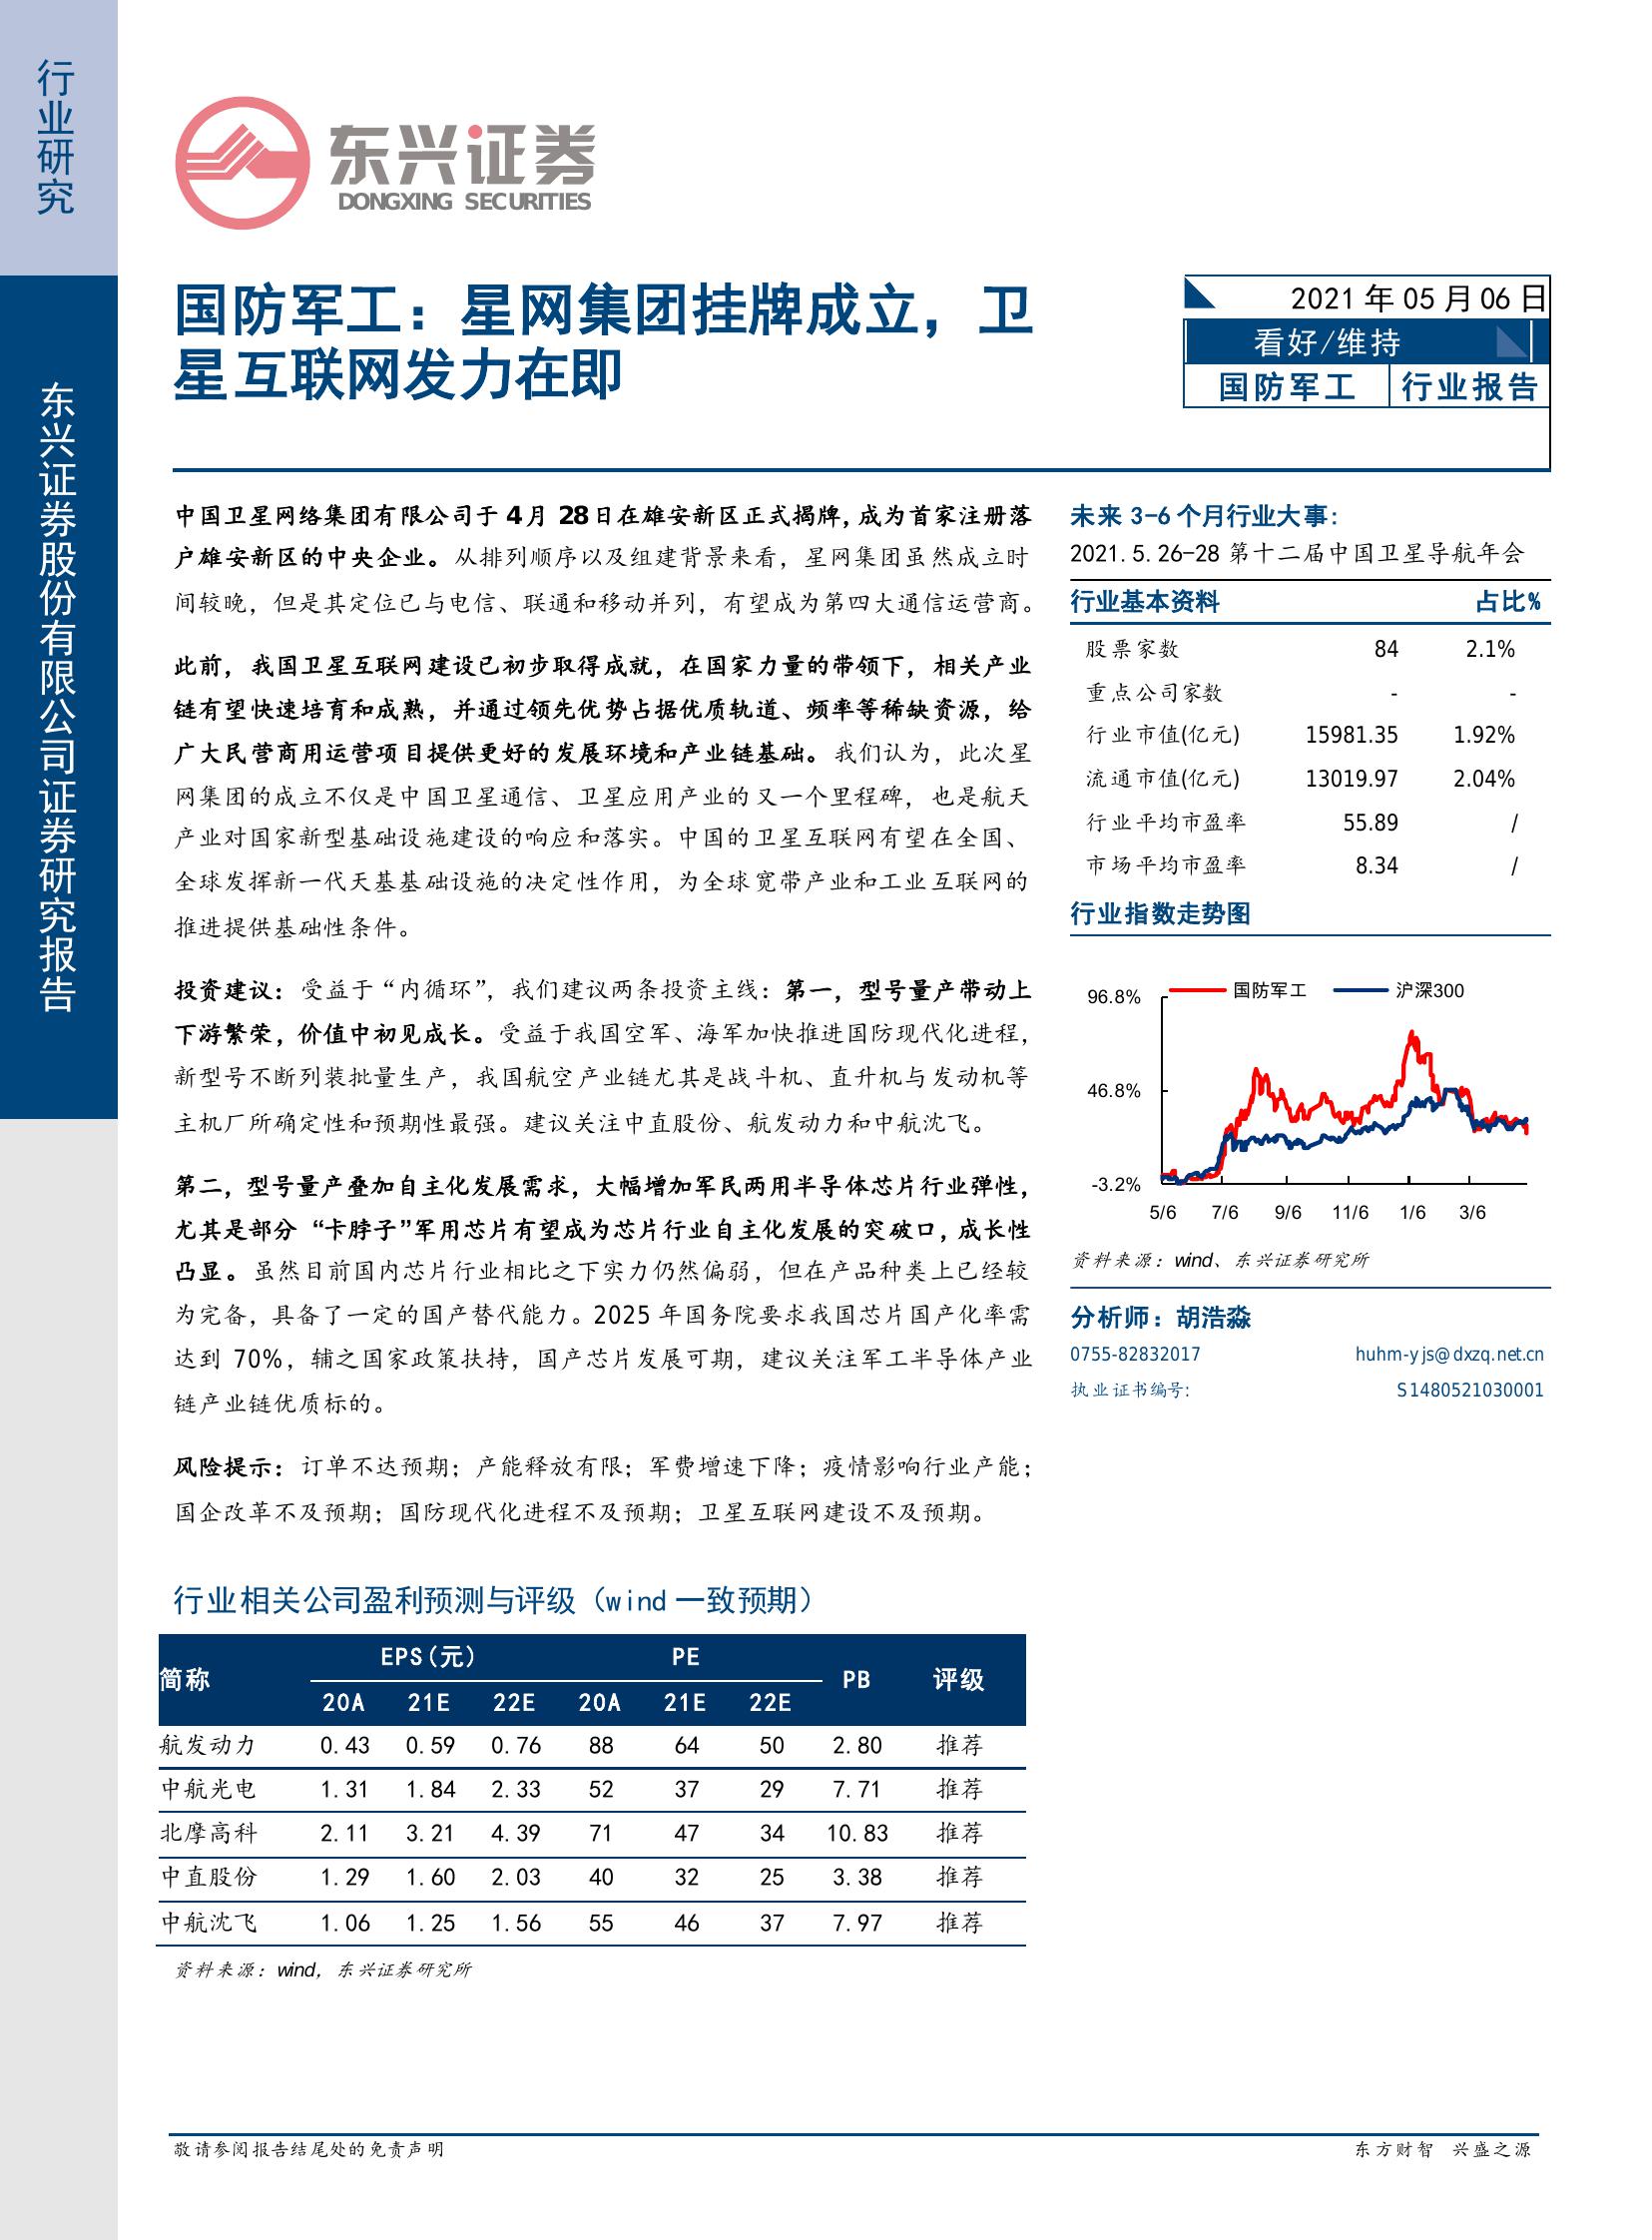 行业研究
东兴证券股份有限公司证券研究报告
东兴证券
DONGXING SECURITIES
国防军工：星网集团挂牌成立，卫
星互联网发力在即
2021 年 05 月 06 日
看好/维持
国防军工 行业报告
中国卫星网络集团有限公司于 4 月 28 日在雄安新区正式揭牌，成为首家注册落
户雄安新区的中央企业。从排列顺序以及组建背景来看，星网集团虽然成立时
间较晚，但是其定位已与电信、联通和移动并列，有望成为第四大通信运营商。
此前，我国卫星互联网建设已初步取得成就，在国家力量的带领下，相关产业
链有望快速培育和成熟，并通过领先优势占据优质轨道、频率等稀缺资源，给
广大民营商用运营项目提供更好的发展环境和产业链基础。我们认为，此次星
网集团的成立不仅是中国卫星通信、卫星应用产业的又一个里程碑，也是航天
产业对国家新型基础设施建设的响应和落实。中国的卫星互联网有望在全国、
全球发挥新一代天基基础设施的决定性作用，为全球宽带产业和工业互联网的
推进提供基础性条件。
投资建议：受益于“内循环”，我们建议两条投资主线：第一，型号量产带动上
下游繁荣，价值中初见成长。受益于我国空军、海军加快推进国防现代化进程，
新型号不断列装批量生产，我国航空产业链尤其是战斗机、直升机与发动机等
主机厂所确定性和预期性最强。建议关注中直股份、航发动力和中航沈飞。
第二，型号量产叠加自主化发展需求，大幅增加军民两用半导体芯片行业弹性，
尤其是部分“卡脖子”军用芯片有望成为芯片行业自主化发展的突破口，成长性
凸显。虽然目前国内芯片行业相比之下实力仍然偏弱，但在产品种类上已经较
为完备，具备了一定的国产替代能力。2025 年国务院要求我国芯片国产化率需
达到 70%，辅之国家政策扶持，国产芯片发展可期，建议关注军工半导体产业
链产业链优质标的。
风险提示：订单不达预期；产能释放有限；军费增速下降；疫情影响行业产能；
国企改革不及预期；国防现代化进程不及预期；卫星互联网建设不及预期。
未来 3-6 个月行业大事：
2021.5.26-28 第十二届中国卫星导航年会
行业基本资料 占比%
股票家数 84 2.1%
重点公司家数 - -
行业市值(亿元) 15981.35 1.92%
流通市值(亿元) 13019.97 2.04%
行业平均市盈率 55.89 /
市场平均市盈率 8.34 /
行业指数走势图
国防军工 沪深300
96.8%
46.8%
-3.2%
5/6 7/6 9/6 11/6 1/6 3/6
资料来源：wind、东兴证券研究所
分析师：胡浩淼
0755-82832017 huhm-yjs@dxzq.net.cn
执业证书编号: S1480521030001
行业相关公司盈利预测与评级（wind 一致预期）
简称 EPS(元) PE PB 评级
20A 21E 22E 20A 21E 22E
航发动力 0.43 0.59 0.76 88 64 50 2.80 推荐
中航光电 1.31 1.84 2.33 52 37 29 7.71 推荐
北摩高科 2.11 3.21 4.39 71 47 34 10.83 推荐
中直股份 1.29 1.60 2.03 40 32 25 3.38 推荐
中航沈飞 1.06 1.25 1.56 55 46 37 7.97 推荐
资料来源：wind，东兴证券研究所
敬请参阅报告结尾处的免责声明 东方财智 兴盛之源